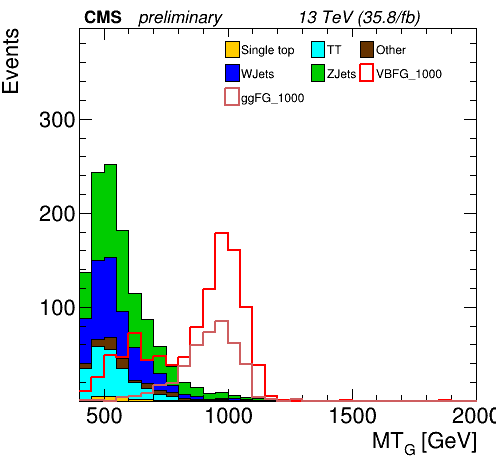 CMS preliminary 13 TeV (35.8/fb)
Events
Single top TT Other
WJets ZJets VBFG_1000
ggFG_1000
300
200
100
500 1000 1500 2000
MT_G [GeV]